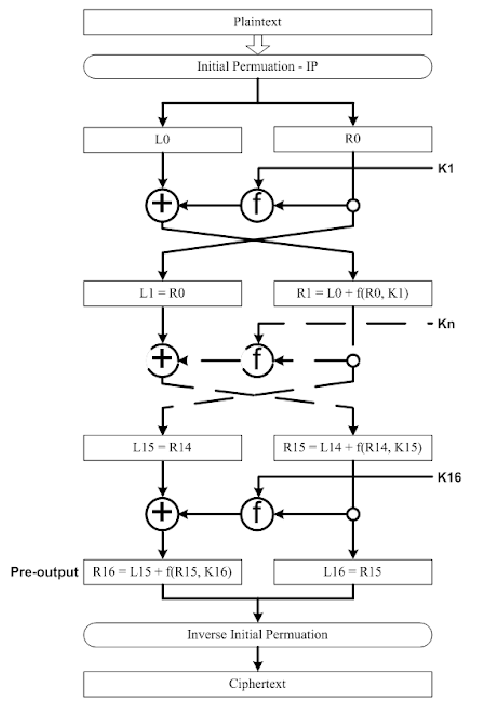 Plaintext
Initial Permuation - IP
L0
R0
K1
+
f
L1 = R0
R1 = L0 + f(R0, K1)
Kn
+
f
L15 = R14
R15 = L14 + f(R14, K15)
K16
+
f
Pre-output
R16 = L15 + f(R15, K16)
L16 = R15
Inverse Initial Permuation
Ciphertext